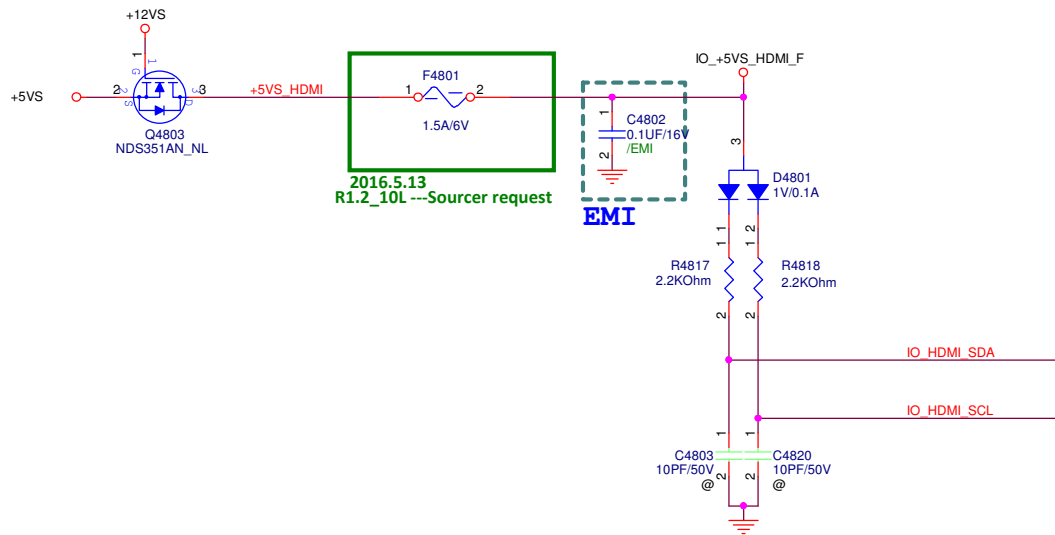 +12VS
1
1
G
+5VS
2
2
S
3
D
3
Q4803
NDS351AN_NL
+5VS_HDMI
F4801
1
2
1.5A/6V
2016.5.13
R1.2_10L ---Sourcer request
1
C4802
0.1UF/16V
/EMI
2
EMI
IO_+5VS_HDMI_F
3
D4801
1V/0.1A
1
2
1
1
R4817
2.2KOhm
R4818
2.2KOhm
2
2
IO_HDMI_SDA
IO_HDMI_SCL
1
1
C4803
10PF/50V
@
2
C4820
10PF/50V
@
2